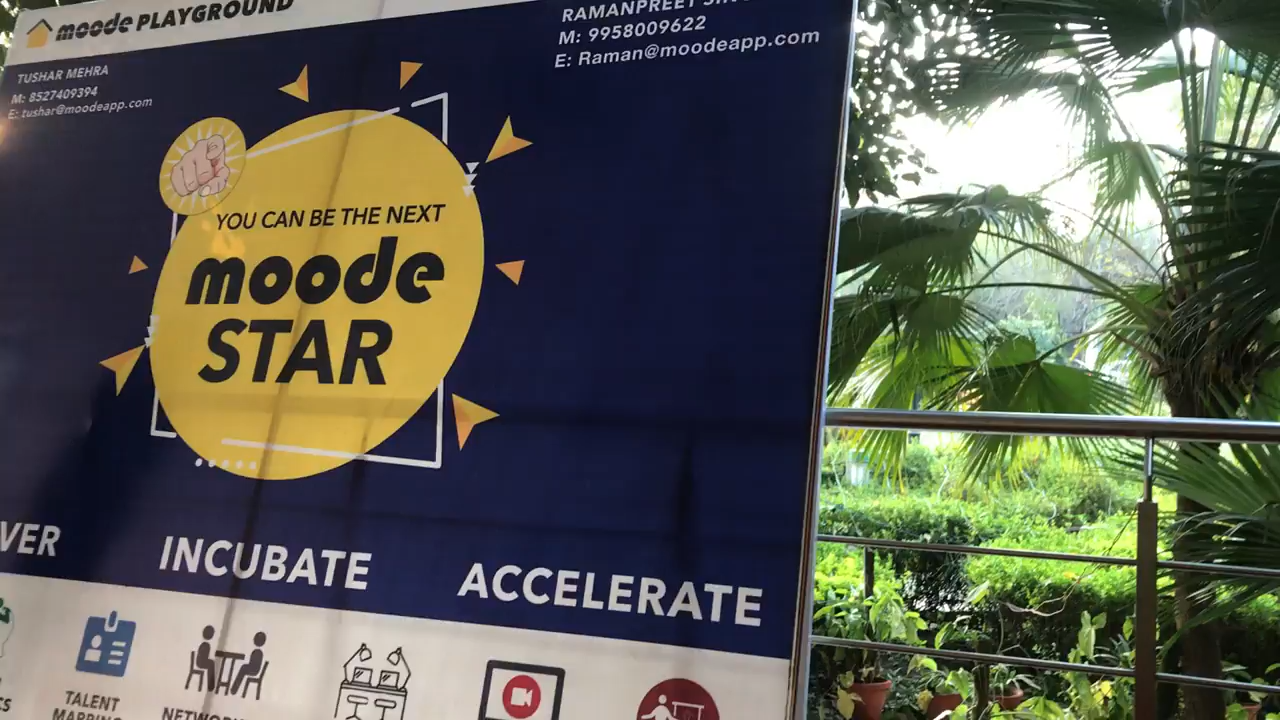 moode PLAYGROUND
TUSHAR MEHRA
M: 8527409394
E: tushar@moodeapp.com
RAMANPREET
M: 9958009622
E: Raman@moodeapp.com
YOU CAN BE THE NEXT
moode
STAR
INCUBATE
ACCELERATE
TALENT
MAPPING